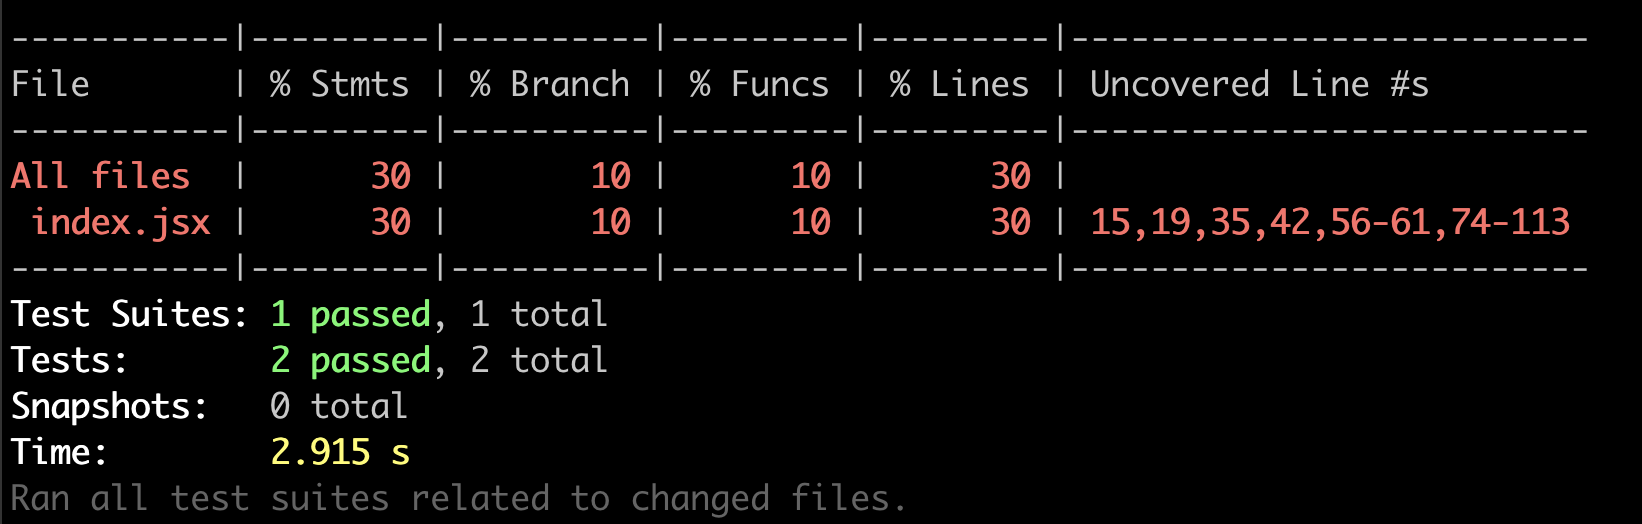 -----------|---------|----------|---------|---------|--------------------------
File       | % Stmts | % Branch | % Funcs | % Lines | Uncovered Line #s
-----------|---------|----------|---------|---------|--------------------------
All files  |      30 |       10 |      10 |      30 |
 index.jsx |      30 |       10 |      10 |      30 | 15,19,35,42,56-61,74-113
-----------|---------|----------|---------|---------|--------------------------
Test Suites: 1 passed, 1 total
Tests:       2 passed, 2 total
Snapshots:   0 total
Time:        2.915 s
Ran all test suites related to changed files.